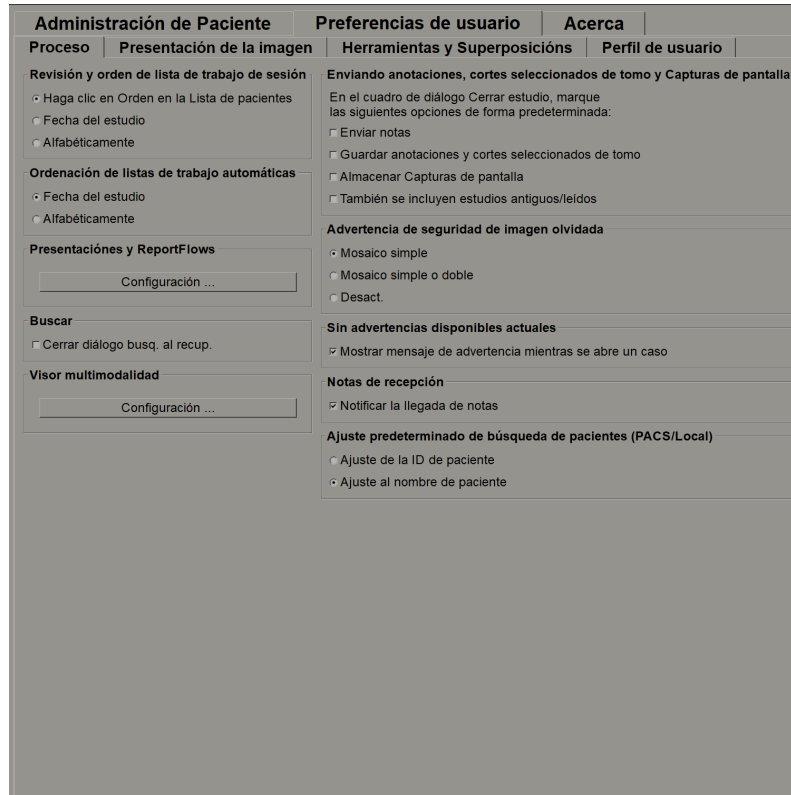 Administración de Paciente
Preferencias de usuario
Acerca
Proceso
Presentación de la imagen
Herramientas y Superposicións
Perfil de usuario
Revisión y orden de lista de trabajo de sesión
Haga clic en Orden en la Lista de pacientes
Fecha del estudio
Alfabéticamente
Ordenación de listas de trabajo automáticas
Fecha del estudio
Alfabéticamente
Presentaciónes y ReportFlows
Configuración ...
Buscar
Cerrar diálogo busq. al recup.
Visor multimodalidad
Configuración ...
Enviando anotaciones, cortes seleccionados de tomo y Capturas de pantalla
En el cuadro de diálogo Cerrar estudio, marque
las siguientes opciones de forma predeterminada:
Enviar notas
Guardar anotaciones y cortes seleccionados de tomo
Almacenar Capturas de pantalla
También se incluyen estudios antiguos/leídos
Advertencia de seguridad de imagen olvidada
Mosaico simple
Mosaico simple o doble
Desact.
Sin advertencias disponibles actuales
Mostrar mensaje de advertencia mientras se abre un caso
Notas de recepción
Notificar la llegada de notas
Ajuste predeterminado de búsqueda de pacientes (PACS/Local)
Ajuste de la ID de paciente
Ajuste al nombre de paciente